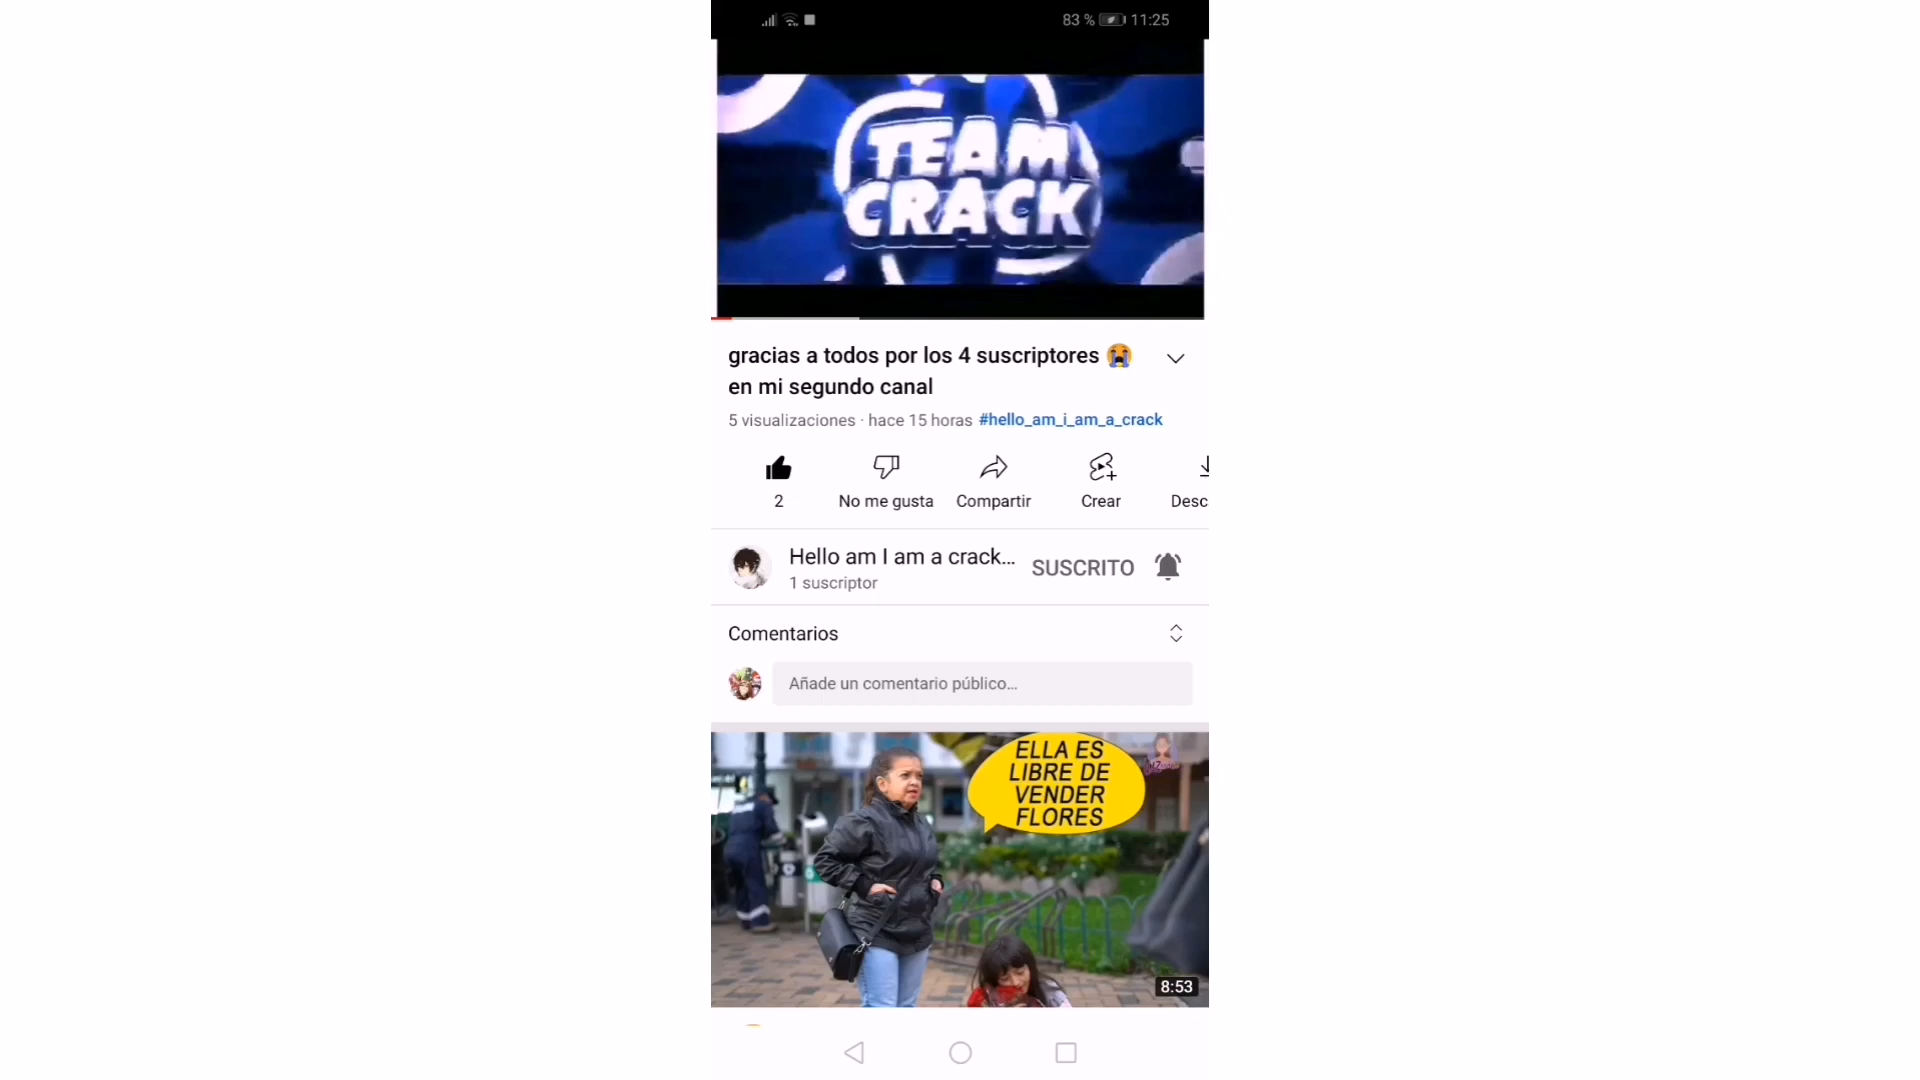 83 % 11:25
TEAM
CRACK
gracias a todos por los 4 suscriptores 😭
en mi segundo canal
5 visualizaciones · hace 15 horas #hello_am_i_am_a_crack
2 No me gusta Compartir Crear Desc
Hello am I am a crack... SUSCRITO
1 suscriptor
Comentarios
Añade un comentario público...
ELLA ES
LIBRE DE
VENDER
FLORES
8:53